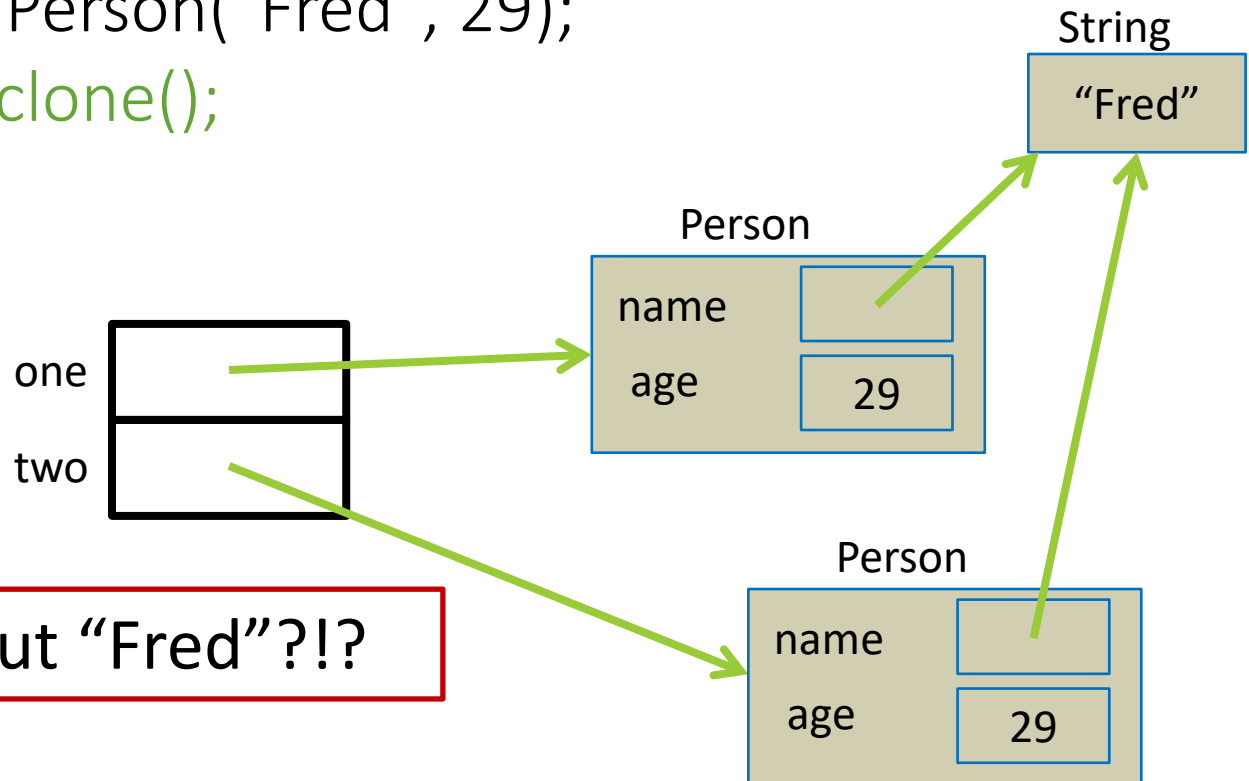 Person("Fred", 29);
clone();
String
“Fred”
Person
name
age
29
one
two
Person
name
age
29
ut “Fred”?!?